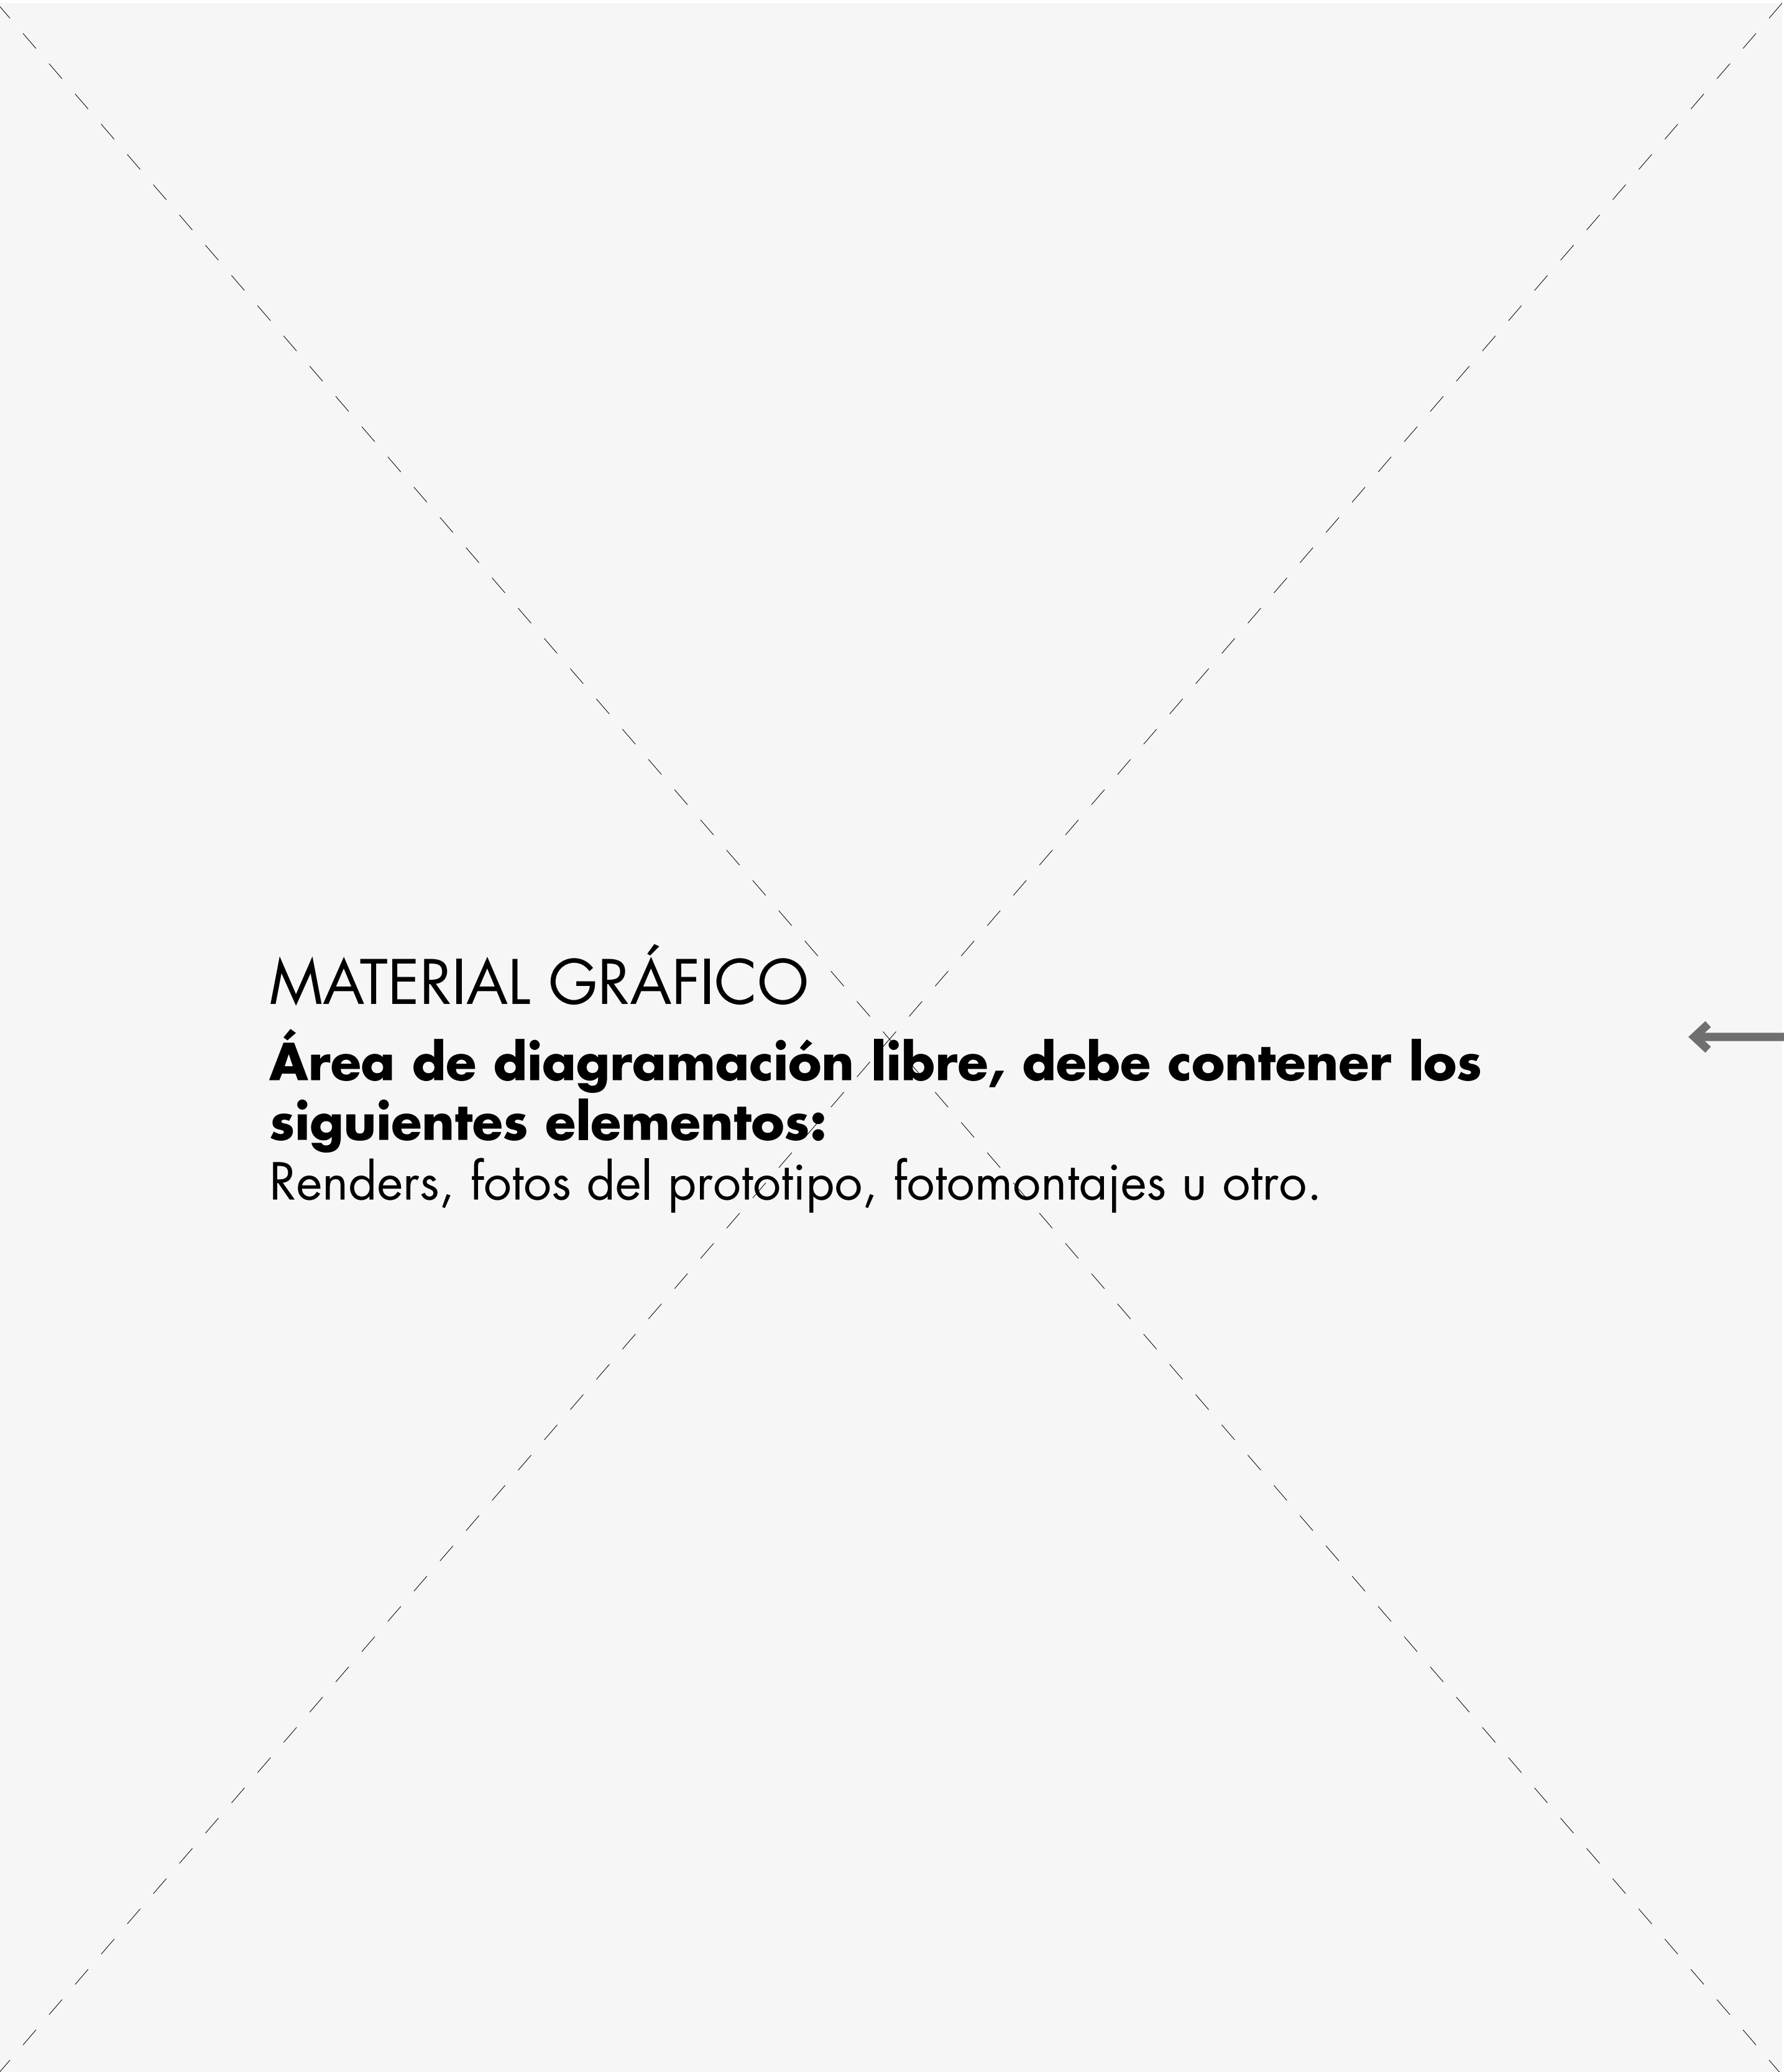 MATERIAL GRÁFICO
Área de diagramación libre, debe contener los
siguientes elementos:
Renders, fotos del prototipo, fotomontajes u otro.